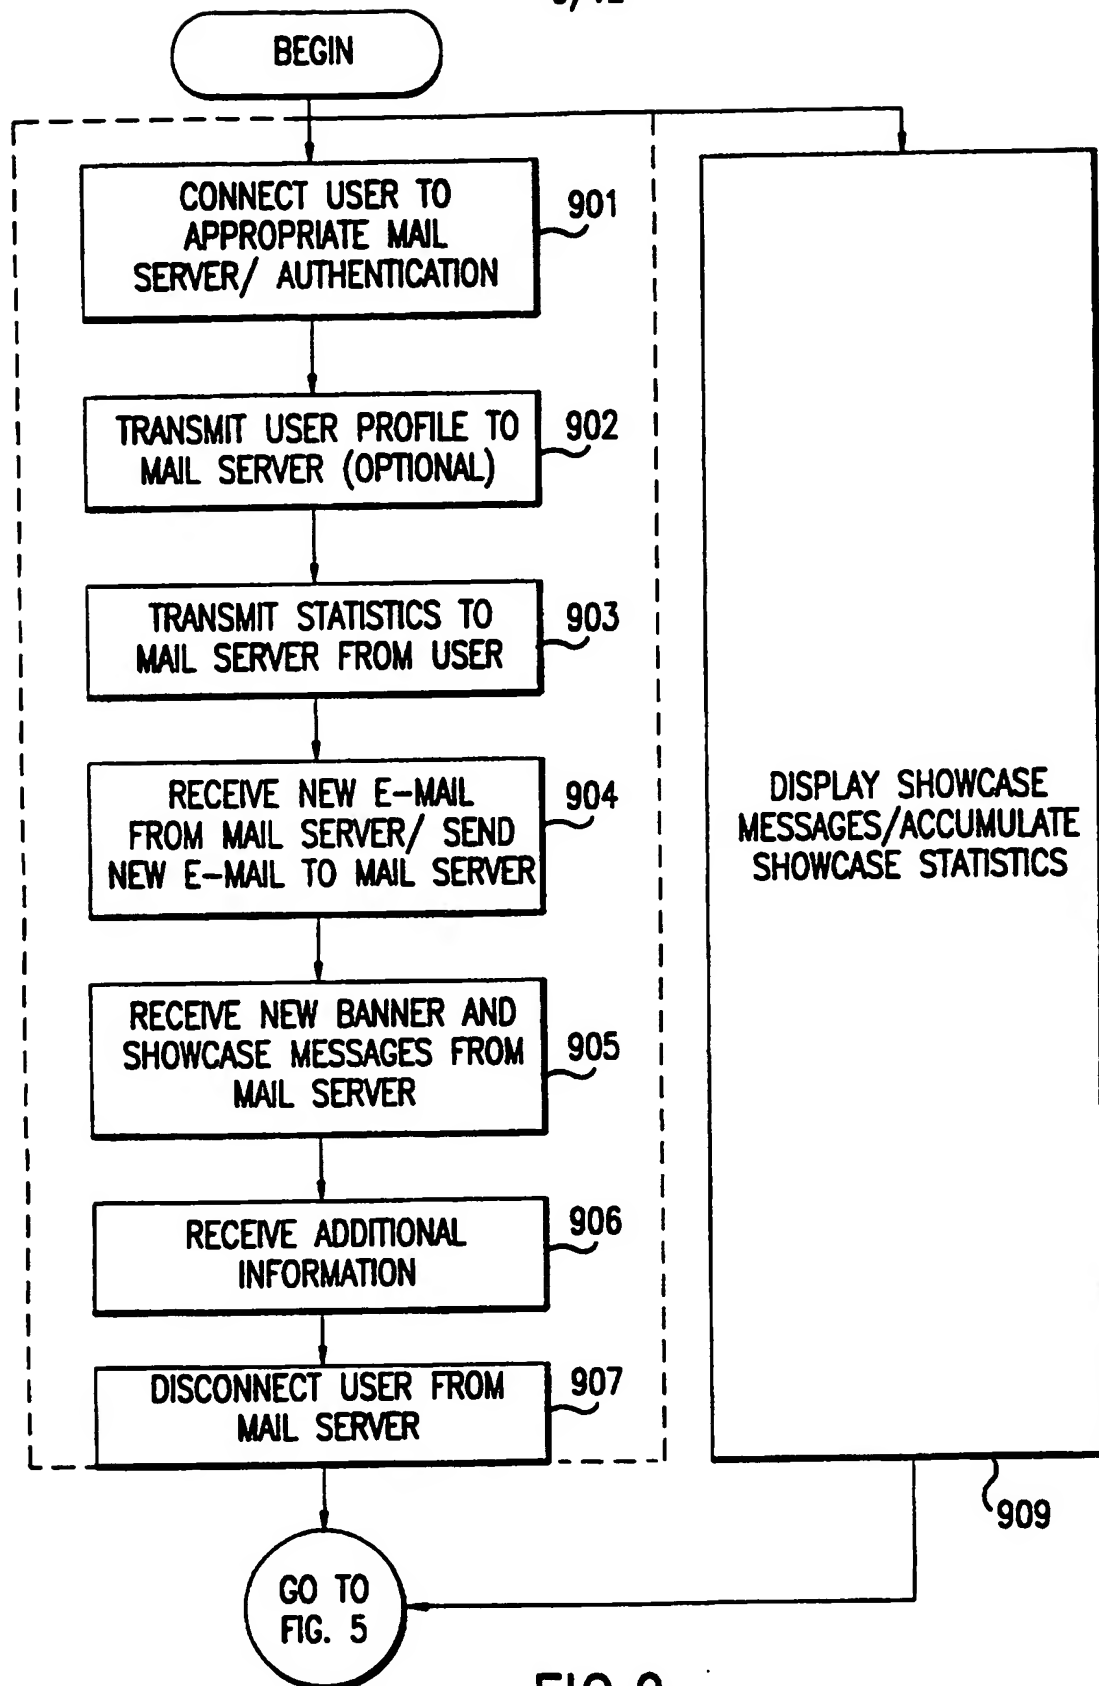 BEGIN
CONNECT USER TO
APPROPRIATE MAIL
SERVER/ AUTHENTICATION
901
TRANSMIT USER PROFILE TO
MAIL SERVER (OPTIONAL)
902
TRANSMIT STATISTICS TO
MAIL SERVER FROM USER
903
RECEIVE NEW E-MAIL
FROM MAIL SERVER/ SEND
NEW E-MAIL TO MAIL SERVER
904
RECEIVE NEW BANNER AND
SHOWCASE MESSAGES FROM
MAIL SERVER
905
RECEIVE ADDITIONAL
INFORMATION
906
DISCONNECT USER FROM
MAIL SERVER
907
DISPLAY SHOWCASE
MESSAGES/ACCUMULATE
SHOWCASE STATISTICS
909
GO TO
FIG. 5